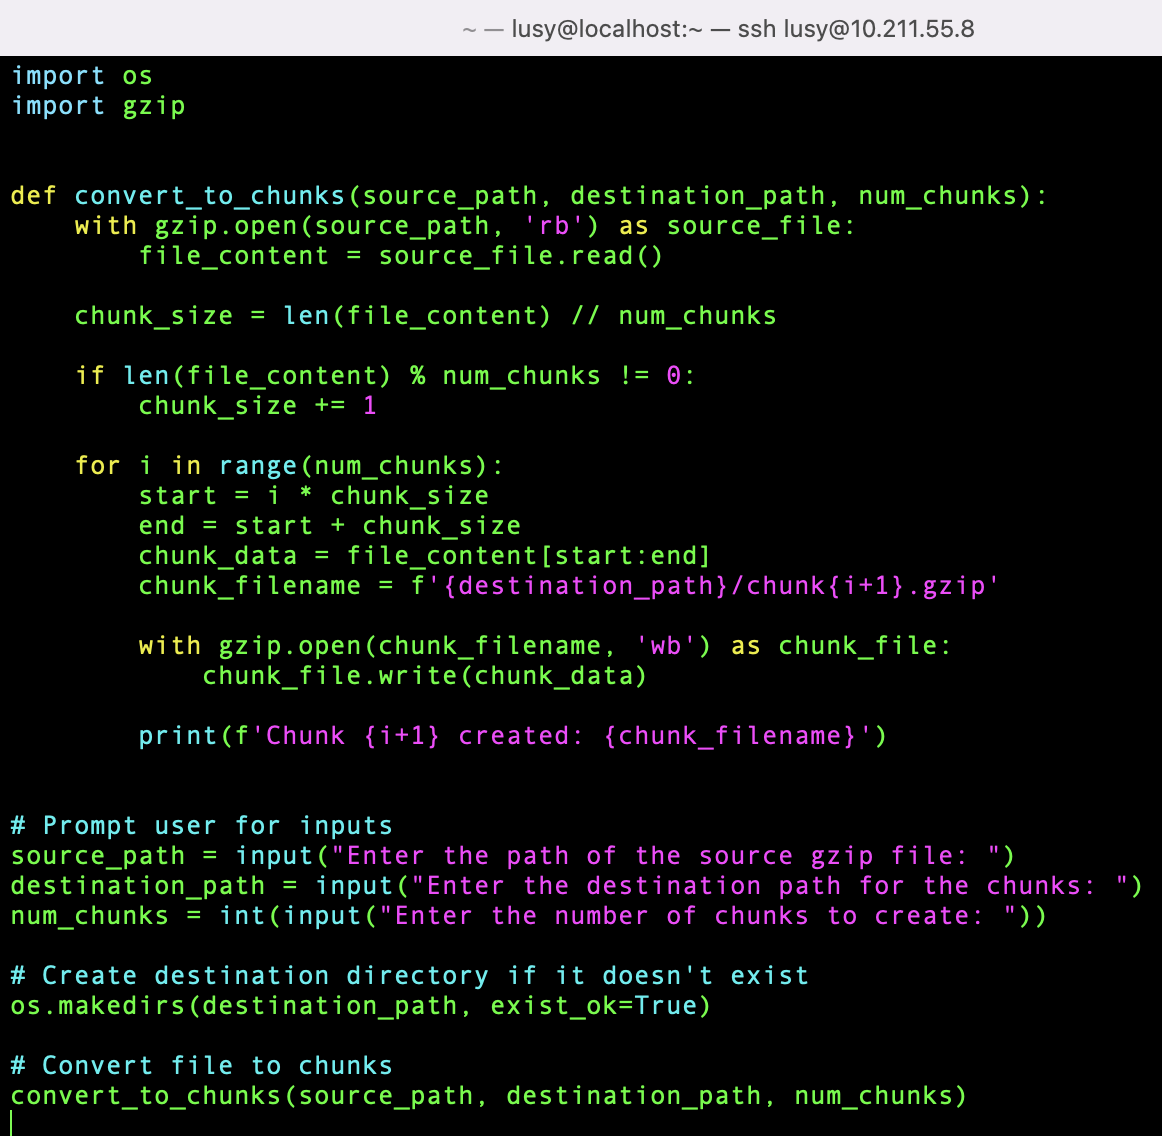 ~ — lusy@localhost:~ — ssh lusy@10.211.55.8
import os
import gzip
def convert_to_chunks(source_path, destination_path, num_chunks):
    with gzip.open(source_path, 'rb') as source_file:
        file_content = source_file.read()
    chunk_size = len(file_content) // num_chunks
    if len(file_content) % num_chunks != 0:
        chunk_size += 1
    for i in range(num_chunks):
        start = i * chunk_size
        end = start + chunk_size
        chunk_data = file_content[start:end]
        chunk_filename = f'{destination_path}/chunk{i+1}.gzip'
        with gzip.open(chunk_filename, 'wb') as chunk_file:
            chunk_file.write(chunk_data)
        print(f'Chunk {i+1} created: {chunk_filename}')
# Prompt user for inputs
source_path = input("Enter the path of the source gzip file: ")
destination_path = input("Enter the destination path for the chunks: ")
num_chunks = int(input("Enter the number of chunks to create: "))
# Create destination directory if it doesn't exist
os.makedirs(destination_path, exist_ok=True)
# Convert file to chunks
convert_to_chunks(source_path, destination_path, num_chunks)